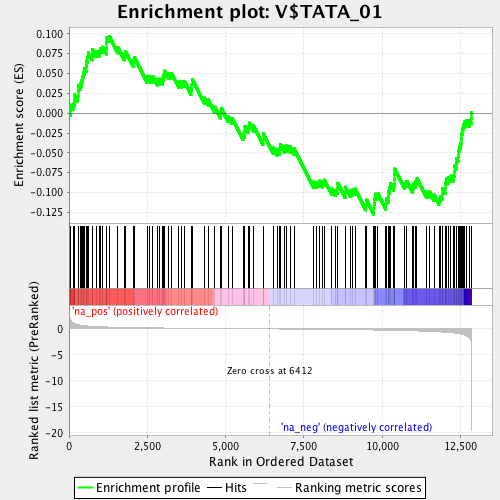 Enrichment plot: V$TATA_01
Enrichment score (ES)
0.100
0.075
0.050
0.025
0.000
-0.025
-0.050
-0.075
-0.100
-0.125
'na_pos' (positively correlated)
Ranked list metric (PreRanked)
0
-5
-10
-15
-20
Zero cross at 6412
'na_neg' (negatively correlated)
0
2,500
5,000
7,500
10,000
12,500
Rank in Ordered Dataset
Enrichment profile
Hits
Ranking metric scores